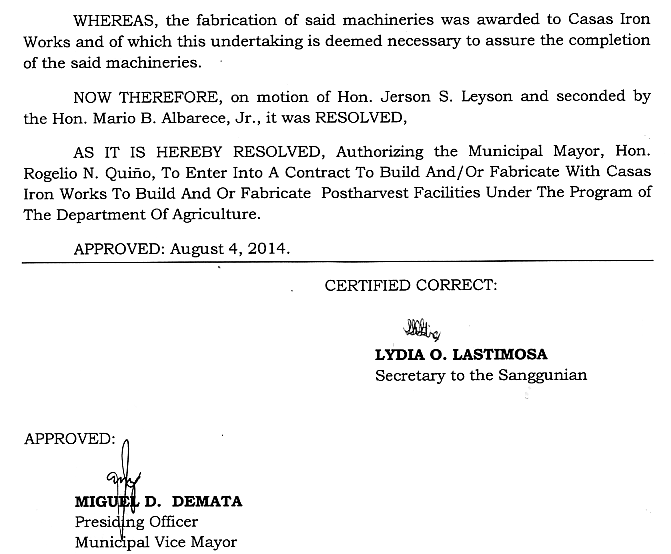 WHEREAS, the fabrication of said machineries was awarded to Casas Iron
Works and of which this undertaking is deemed necessary to assure the completion
of the said machineries.
NOW THEREFORE, on motion of Hon. Jerson S. Leyson and seconded by
the Hon. Mario B. Albarece, Jr., it was RESOLVED,
AS IT IS HEREBY RESOLVED, Authorizing the Municipal Mayor, Hon.
Rogelio N. Quiño, To Enter Into A Contract To Build And/Or Fabricate With Casas
Iron Works To Build And Or Fabricate Postharvest Facilities Under The Program of
The Department Of Agriculture.
APPROVED: August 4, 2014.
CERTIFIED CORRECT:
LYDIA O. LASTIMOSA
Secretary to the Sanggunian
APPROVED:
MIGUEL D. DEMATA
Presiding Officer
Municipal Vice Mayor